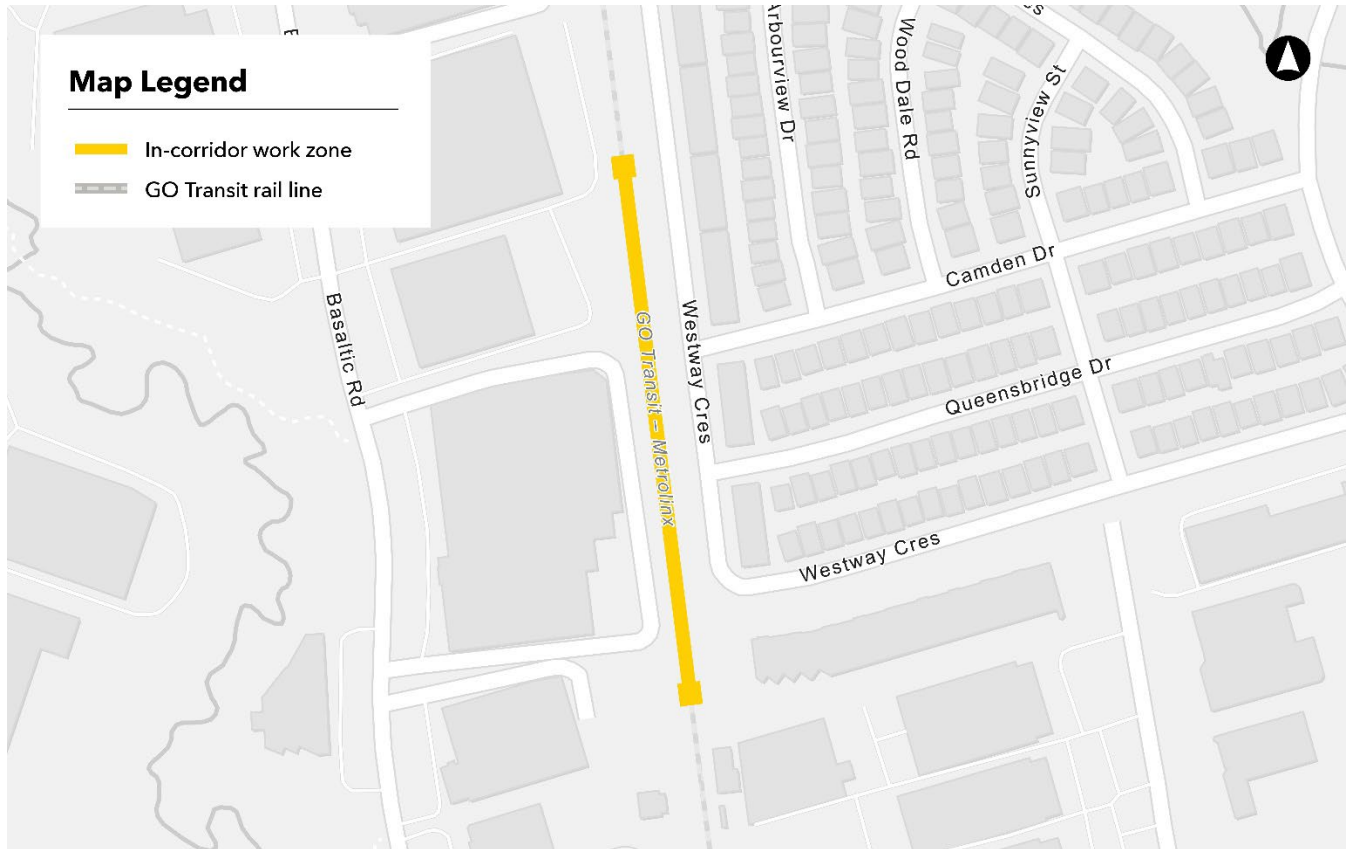 Map Legend
In-corridor work zone
GO Transit rail line
Arbourview Dr
Wood Dale Rd
Sunnyview St
Camden Dr
Basaltic Rd
Westway Cres
GO Transit - Metrolinx
Queensbridge Dr
Westway Cres